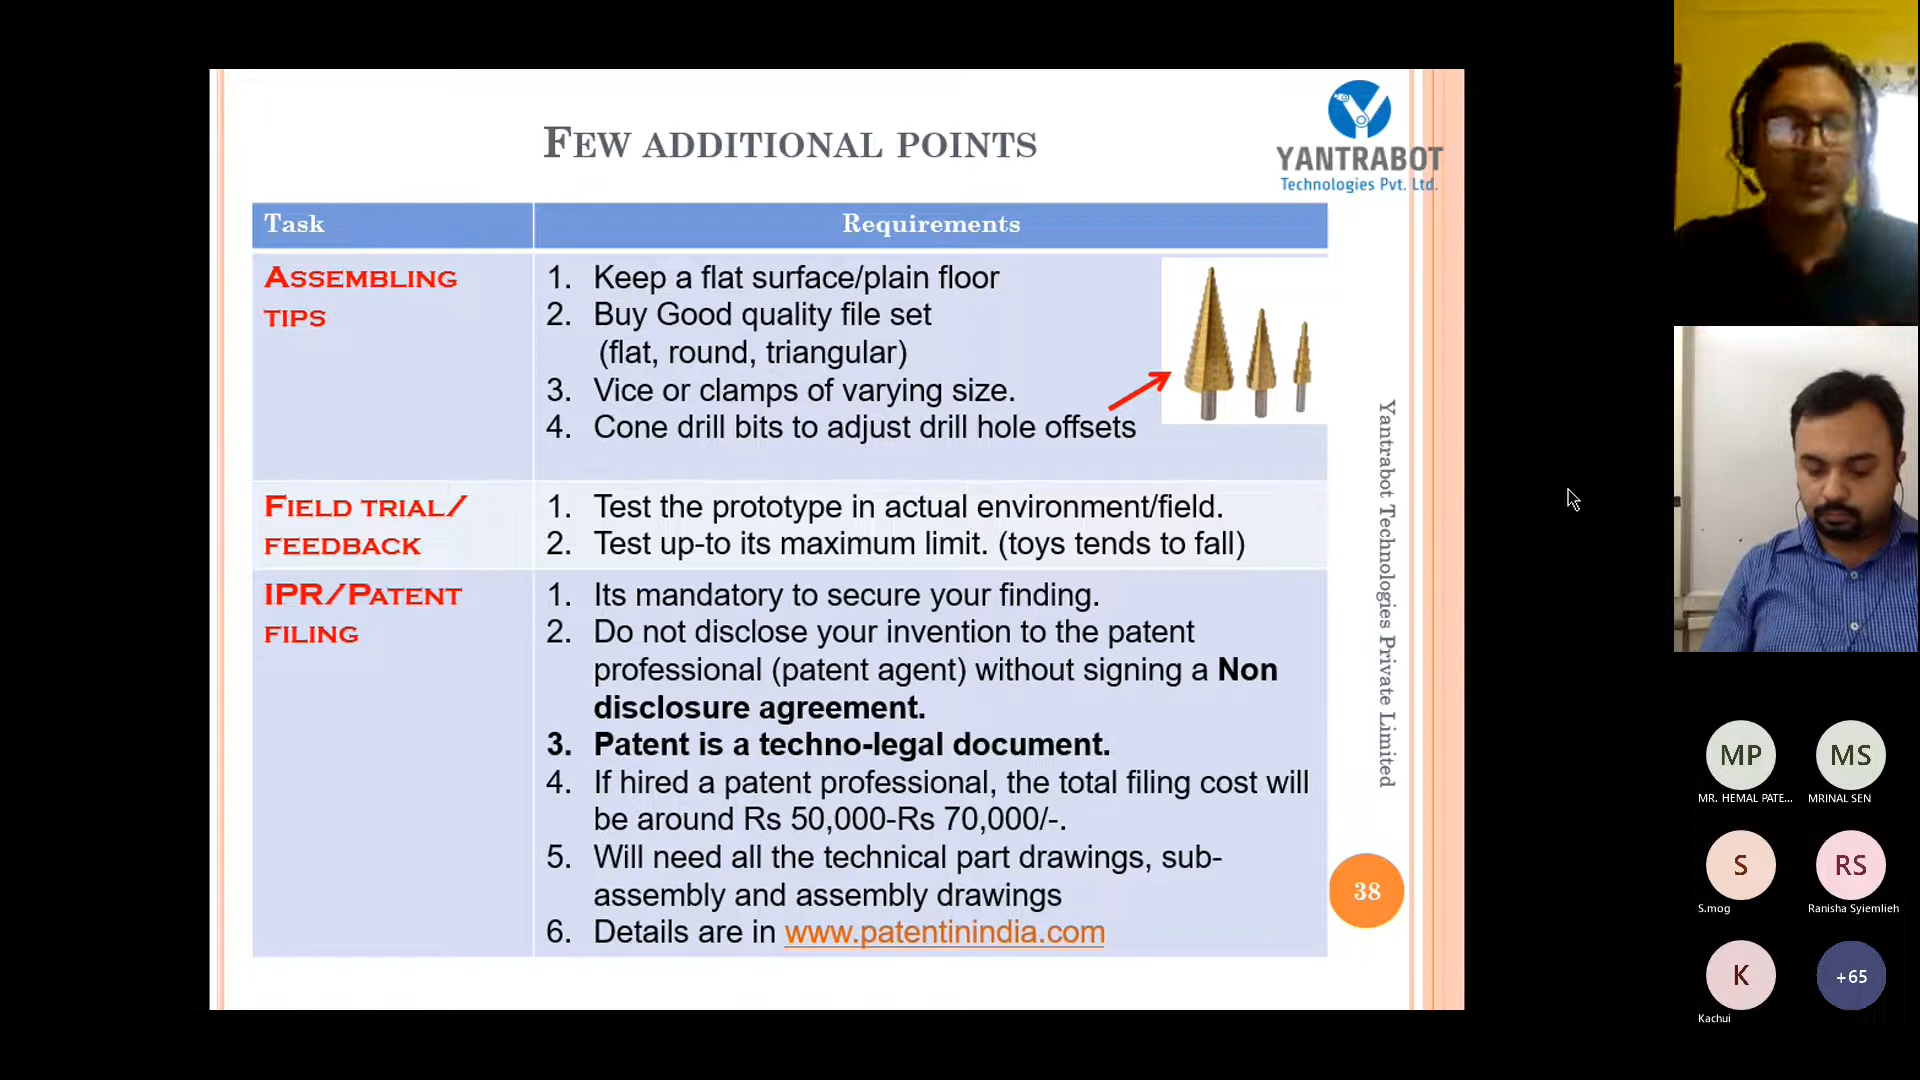 FEW ADDITIONAL POINTS
YANTRABOT
Technologies Pvt. Ltd.
Task
Requirements
ASSEMBLING
TIPS
1. Keep a flat surface/plain floor
2. Buy Good quality file set
(flat, round, triangular)
3. Vice or clamps of varying size.
4. Cone drill bits to adjust drill hole offsets
FIELD TRIAL/
FEEDBACK
1. Test the prototype in actual environment/field.
2. Test up-to its maximum limit. (toys tends to fall)
IPR/PATENT
FILING
1. Its mandatory to secure your finding.
2. Do not disclose your invention to the patent
professional (patent agent) without signing a Non
disclosure agreement.
3. Patent is a techno-legal document.
4. If hired a patent professional, the total filing cost will
be around Rs 50,000-Rs 70,000/-.
5. Will need all the technical part drawings, sub-
assembly and assembly drawings
6. Details are in www.patentinindia.com
Yantrabot Technologies Private Limited
38
MP
MR. HEMAL PATE...
MS
MRINAL SEN
S
S.mog
RS
Ranisha Syiemlieh
K
Kachui
+65